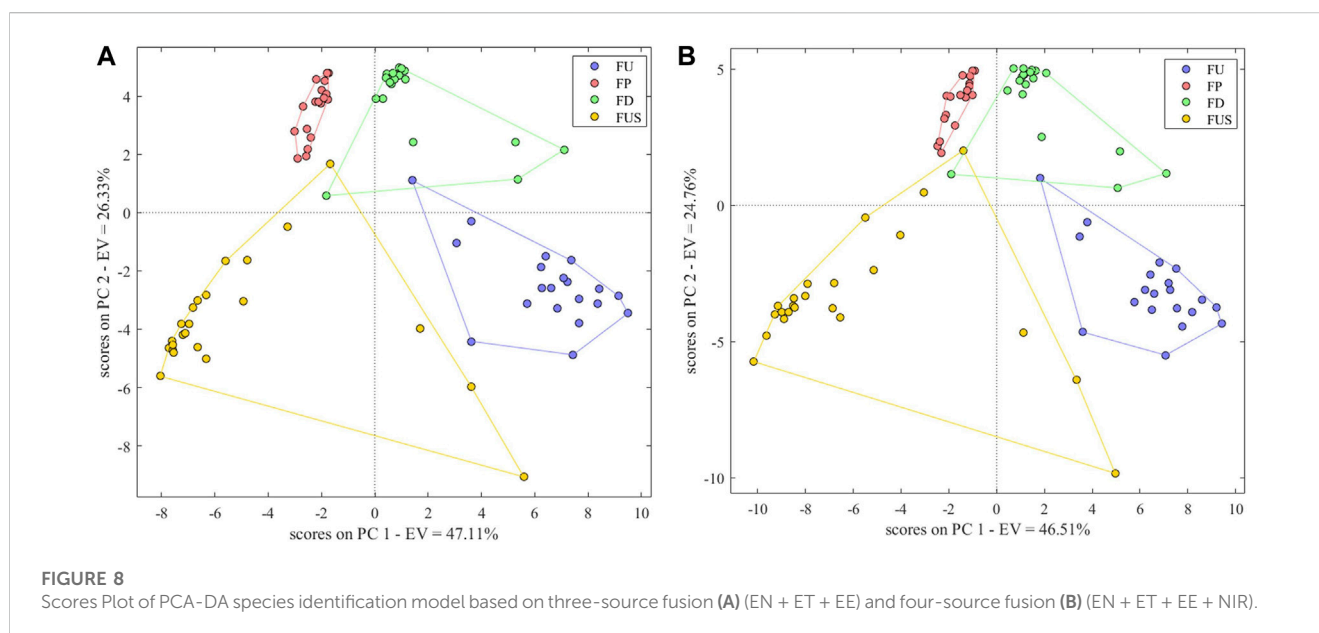 A
FU
FP
FD
FUS
4
2
0
-2
-4
-6
-8
scores on PC 2 - EV = 26.33%
-8
-6
-4
-2
0
2
4
6
8
10
scores on PC 1 - EV = 47.11%
B
FU
FP
FD
FUS
5
0
-5
-10
scores on PC 2 - EV = 24.76%
-10
-8
-6
-4
-2
0
2
4
6
8
10
scores on PC 1 - EV = 46.51%
FIGURE 8
Scores Plot of PCA-DA species identification model based on three-source fusion (A) (EN + ET + EE) and four-source fusion (B) (EN + ET + EE + NIR).